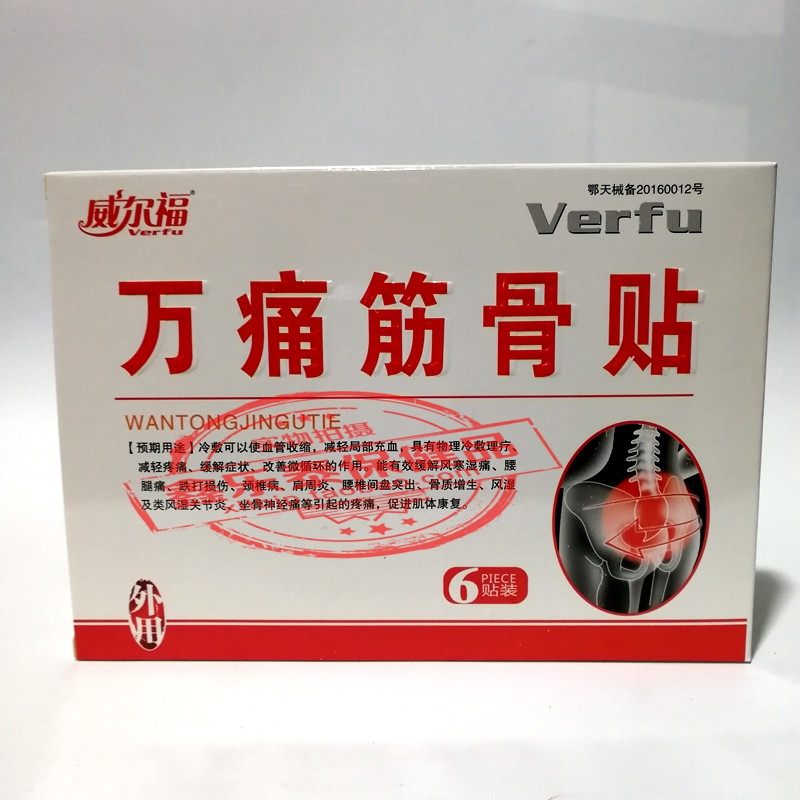 鄂天械备20160012号
威尔福®
Verfu
Verfu
万痛筋骨贴
WANTONGJINGUTIE
【预期用途】冷敷可以使血管收缩，减轻局部充血，具有物理冷敷理疗、
减轻疼痛、缓解症状、改善微循环的作用。能有效缓解风寒湿痛、腰
腿痛、跌打损伤、颈椎病、肩周炎、腰椎间盘突出、骨质增生、风湿
及类风湿关节炎、坐骨神经痛等引起的疼痛，促进肌体康复。
6 PIECE
贴装
外用